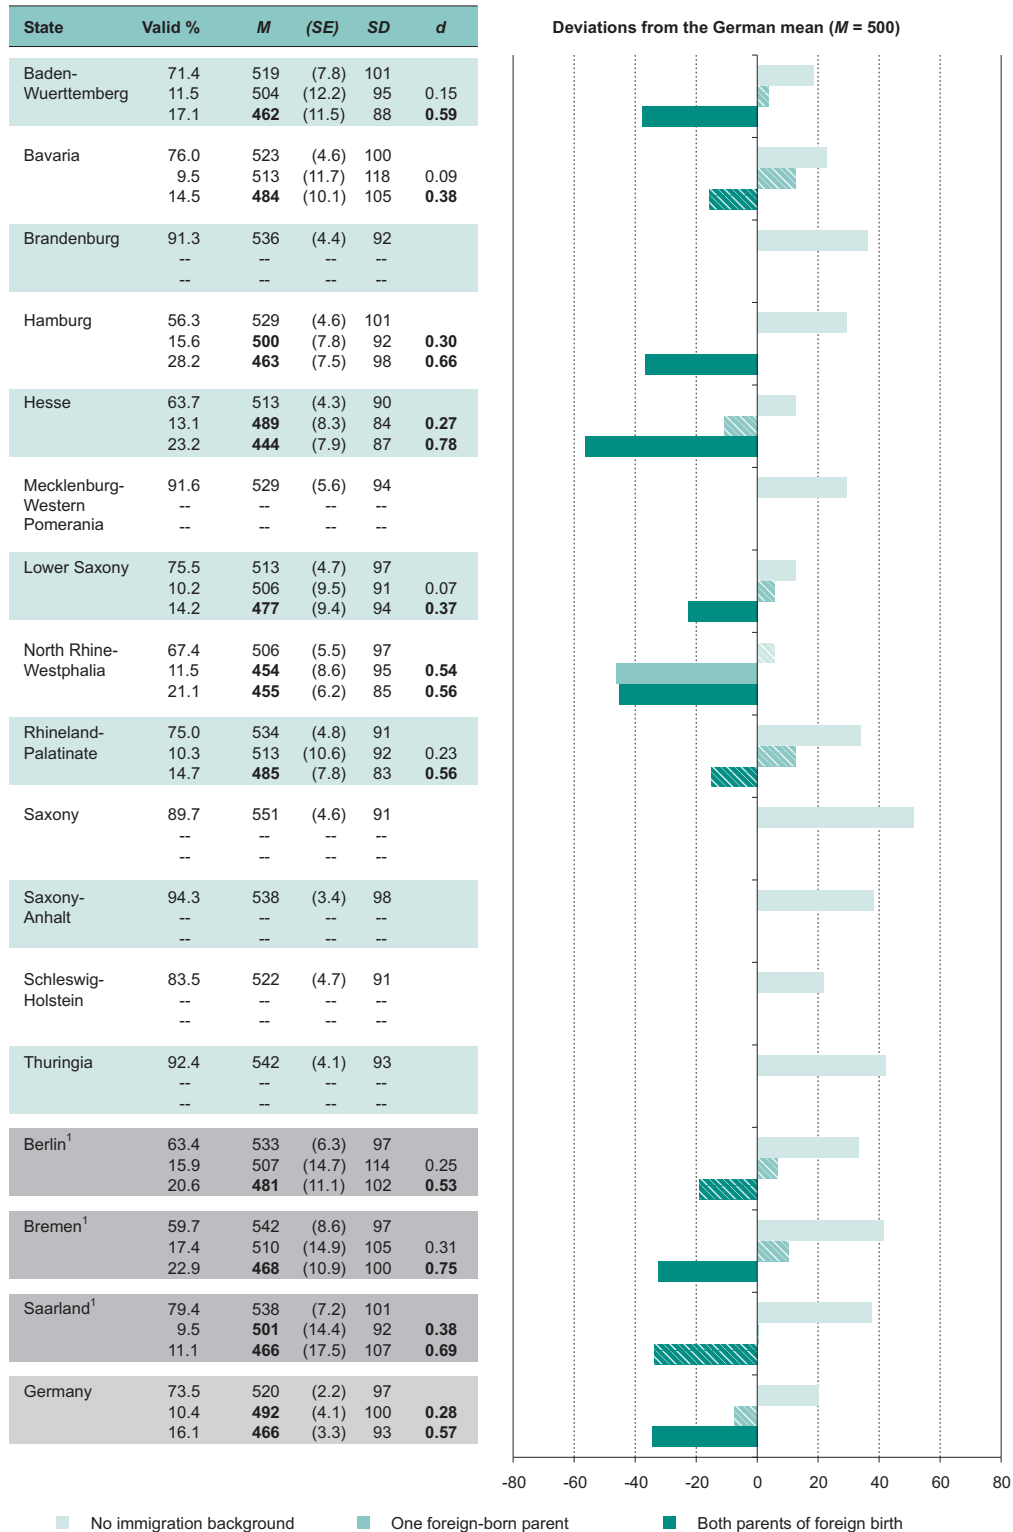 State Valid % M (SE) SD d Deviations from the German mean (M = 500)
Baden- 71.4 519 (7.8) 101
Wuerttemberg 11.5 504 (12.2) 95 0.15
17.1 462 (11.5) 88 0.59
Bavaria 76.0 523 (4.6) 100
9.5 513 (11.7) 118 0.09
14.5 484 (10.1) 105 0.38
Brandenburg 91.3 536 (4.4) 92
-- -- -- --
-- -- -- --
Hamburg 56.3 529 (4.6) 101
15.6 500 (7.8) 92 0.30
28.2 463 (7.5) 98 0.66
Hesse 63.7 513 (4.3) 90
13.1 489 (8.3) 84 0.27
23.2 444 (7.9) 87 0.78
Mecklenburg- 91.6 529 (5.6) 94
Western -- -- -- --
Pomerania -- -- -- --
Lower Saxony 75.5 513 (4.7) 97
10.2 506 (9.5) 91 0.07
14.2 477 (9.4) 94 0.37
North Rhine- 67.4 506 (5.5) 97
Westphalia 11.5 454 (8.6) 95 0.54
21.1 455 (6.2) 85 0.56
Rhineland- 75.0 534 (4.8) 91
Palatinate 10.3 513 (10.6) 92 0.23
14.7 485 (7.8) 83 0.56
Saxony 89.7 551 (4.6) 91
-- -- -- --
-- -- -- --
Saxony- 94.3 538 (3.4) 98
Anhalt -- -- -- --
-- -- -- --
Schleswig- 83.5 522 (4.7) 91
Holstein -- -- -- --
-- -- -- --
Thuringia 92.4 542 (4.1) 93
-- -- -- --
-- -- -- --
Berlin¹ 63.4 533 (6.3) 97
15.9 507 (14.7) 114 0.25
20.6 481 (11.1) 102 0.53
Bremen¹ 59.7 542 (8.6) 97
17.4 510 (14.9) 105 0.31
22.9 468 (10.9) 100 0.75
Saarland¹ 79.4 538 (7.2) 101
9.5 501 (14.4) 92 0.38
11.1 466 (17.5) 107 0.69
Germany 73.5 520 (2.2) 97
10.4 492 (4.1) 100 0.28
16.1 466 (3.3) 93 0.57
-80 -60 -40 -20 0 20 40 60 80
No immigration background One foreign-born parent Both parents of foreign birth